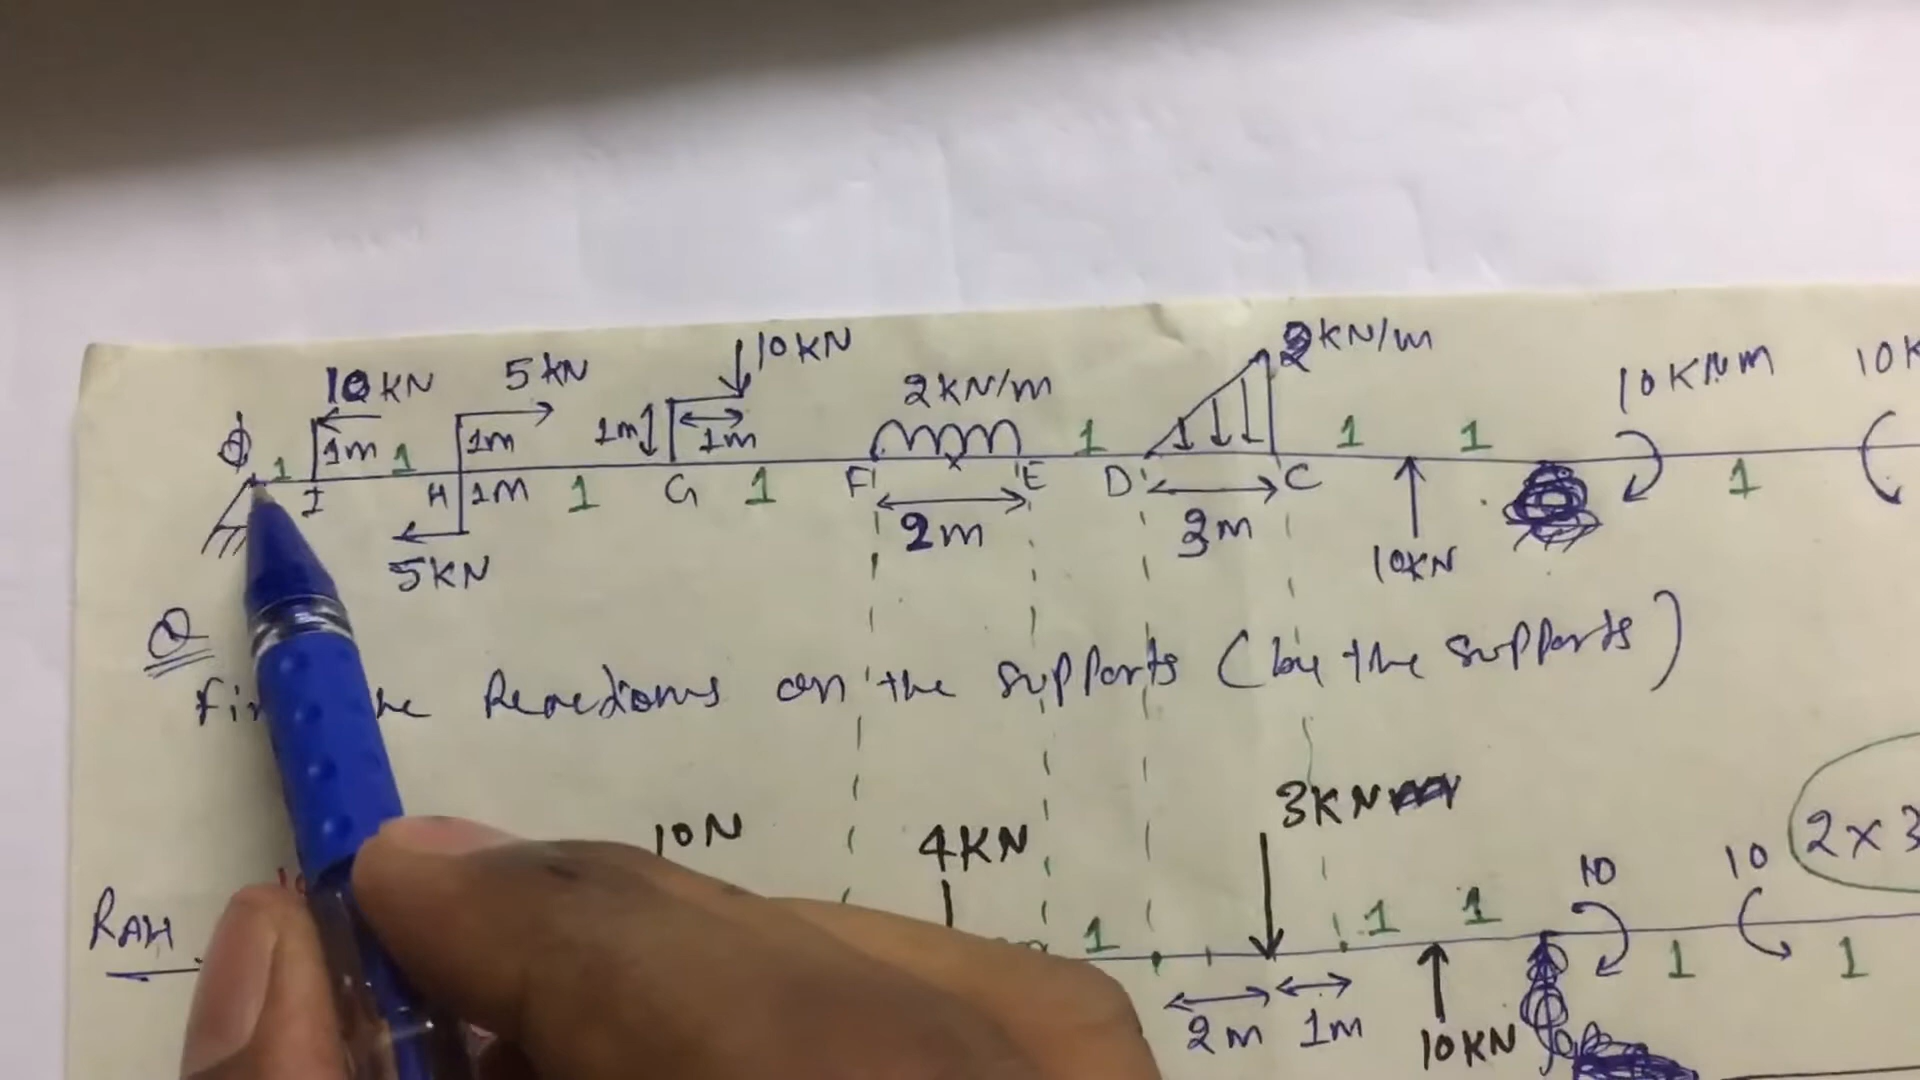 10KN 5KN 10KN 2KN/m 2KN/m 10KNM 10K
1 1m 1 1m 1m 1m 1 1 1
I H 1M 1 G 1 F E D C 1
5KN 2m 3m 10KN
Q
the Reactions on the supports (by the supports)
10N 4KN 3KN 10 10 2x3
RAH 1 1 1 1 1
2m 1m 10KN